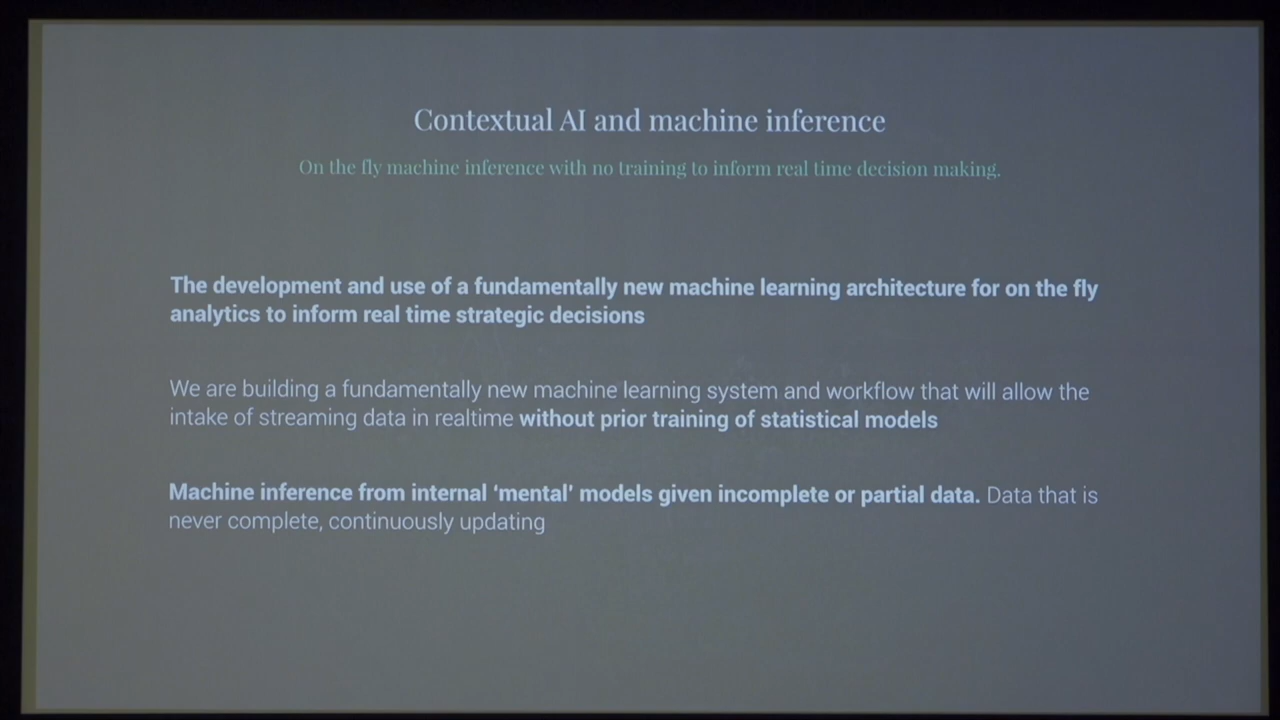 Contextual AI and machine inference
On the fly machine inference with no training to inform real time decision making.
The development and use of a fundamentally new machine learning architecture for on the fly
analytics to inform real time strategic decisions
We are building a fundamentally new machine learning system and workflow that will allow the
intake of streaming data in realtime without prior training of statistical models
Machine inference from internal ‘mental’ models given incomplete or partial data. Data that is
never complete, continuously updating